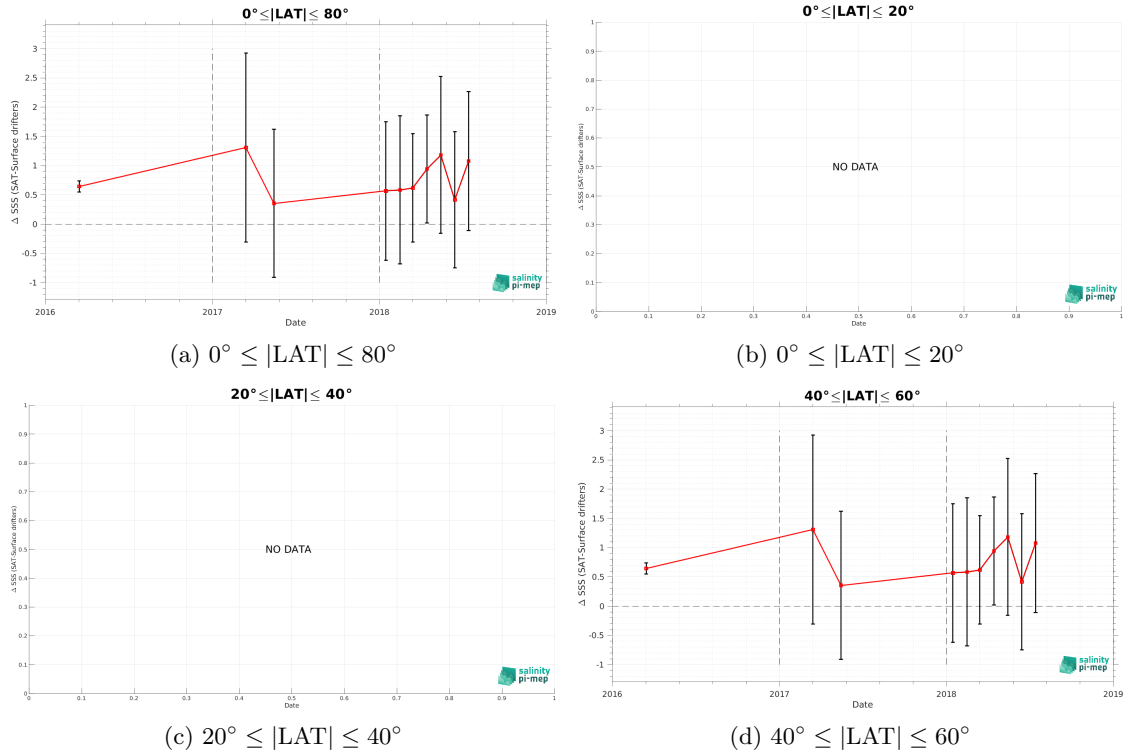 0°≤|LAT|≤ 80°
Δ SSS (SAT-Surface drifters)
3
2.5
2
1.5
1
0.5
0
-0.5
-1
2016
2017
2018
2019
Date
salinity
pi-mep
(a) 0° ≤ |LAT| ≤ 80°
0°≤|LAT|≤ 20°
Δ SSS (SAT-Surface drifters)
1
0.9
0.8
0.7
0.6
0.5
0.4
0.3
0.2
0.1
0
NO DATA
salinity
pi-mep
0
0.1
0.2
0.3
0.4
0.5
0.6
0.7
0.8
0.9
1
Date
(b) 0° ≤ |LAT| ≤ 20°
20°≤|LAT|≤ 40°
Δ SSS (SAT-Surface drifters)
1
0.9
0.8
0.7
0.6
0.5
0.4
0.3
0.2
0.1
0
NO DATA
salinity
pi-mep
0
0.1
0.2
0.3
0.4
0.5
0.6
0.7
0.8
0.9
1
Date
(c) 20° ≤ |LAT| ≤ 40°
40°≤|LAT|≤ 60°
Δ SSS (SAT-Surface drifters)
3
2.5
2
1.5
1
0.5
0
-0.5
-1
salinity
pi-mep
2016
2017
2018
2019
Date
(d) 40° ≤ |LAT| ≤ 60°